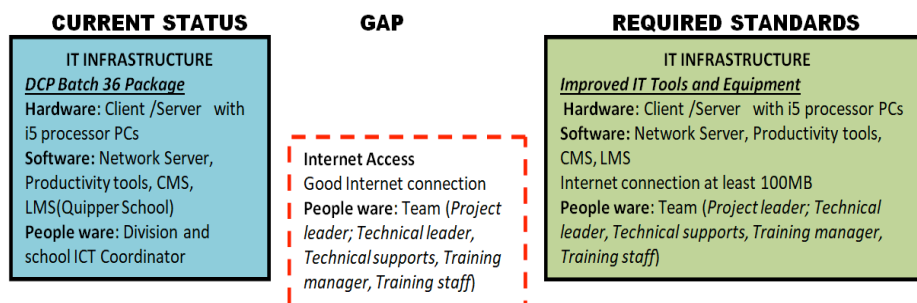 CURRENT STATUS
GAP
REQUIRED STANDARDS
IT INFRASTRUCTURE
DCP Batch 36 Package
Hardware: Client /Server with
i5 processor PCs
Software: Network Server,
Productivity tools, CMS,
LMS(Quipper School)
People ware: Division and
school ICT Coordinator
Internet Access
Good Internet connection
People ware: Team (Project
leader; Technical leader,
Technical supports, Training
manager, Training staff)
IT INFRASTRUCTURE
Improved IT Tools and Equipment
Hardware: Client/Server with i5 processor PCs
Software: Network Server, Productivity tools,
CMS, LMS
Internet connection at least 100MB
People ware: Team (Project leader; Technical
leader, Technical supports, Training manager,
Training staff)